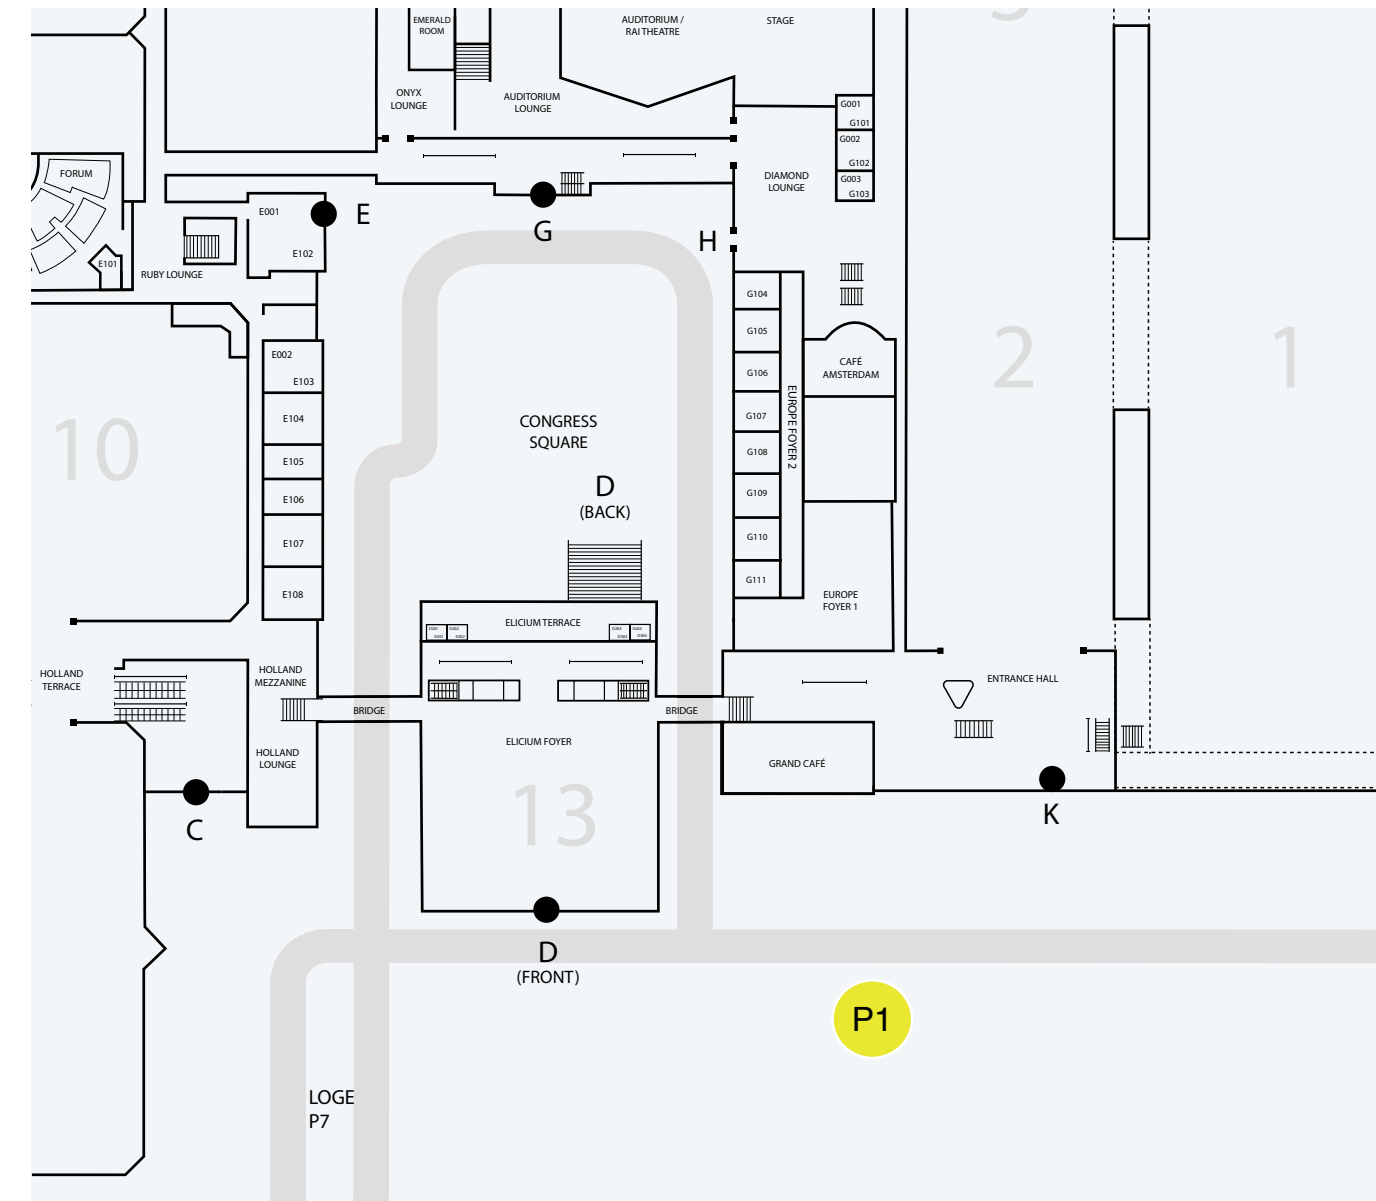 EMERALD
ROOM
AUDITORIUM /
RAI THEATRE
STAGE
ONYX
LOUNGE
AUDITORIUM
LOUNGE
G001
G101
G002
G102
G003
G103
DIAMOND
LOUNGE
FORUM
E001
E
G
H
E102
E101
RUBY LOUNGE
G104
G105
G106
G107
G108
G109
G110
G111
EUROPE FOYER 2
CAFÉ
AMSTERDAM
2
1
E002
E103
E104
E105
E106
E107
E108
10
CONGRESS
SQUARE
D
(BACK)
EUROPE
FOYER 1
ELICIUM TERRACE
HOLLAND
TERRACE
HOLLAND
MEZZANINE
BRIDGE
BRIDGE
ENTRANCE HALL
HOLLAND
LOUNGE
ELICIUM FOYER
GRAND CAFÉ
13
C
K
D
(FRONT)
P1
LOGE
P7